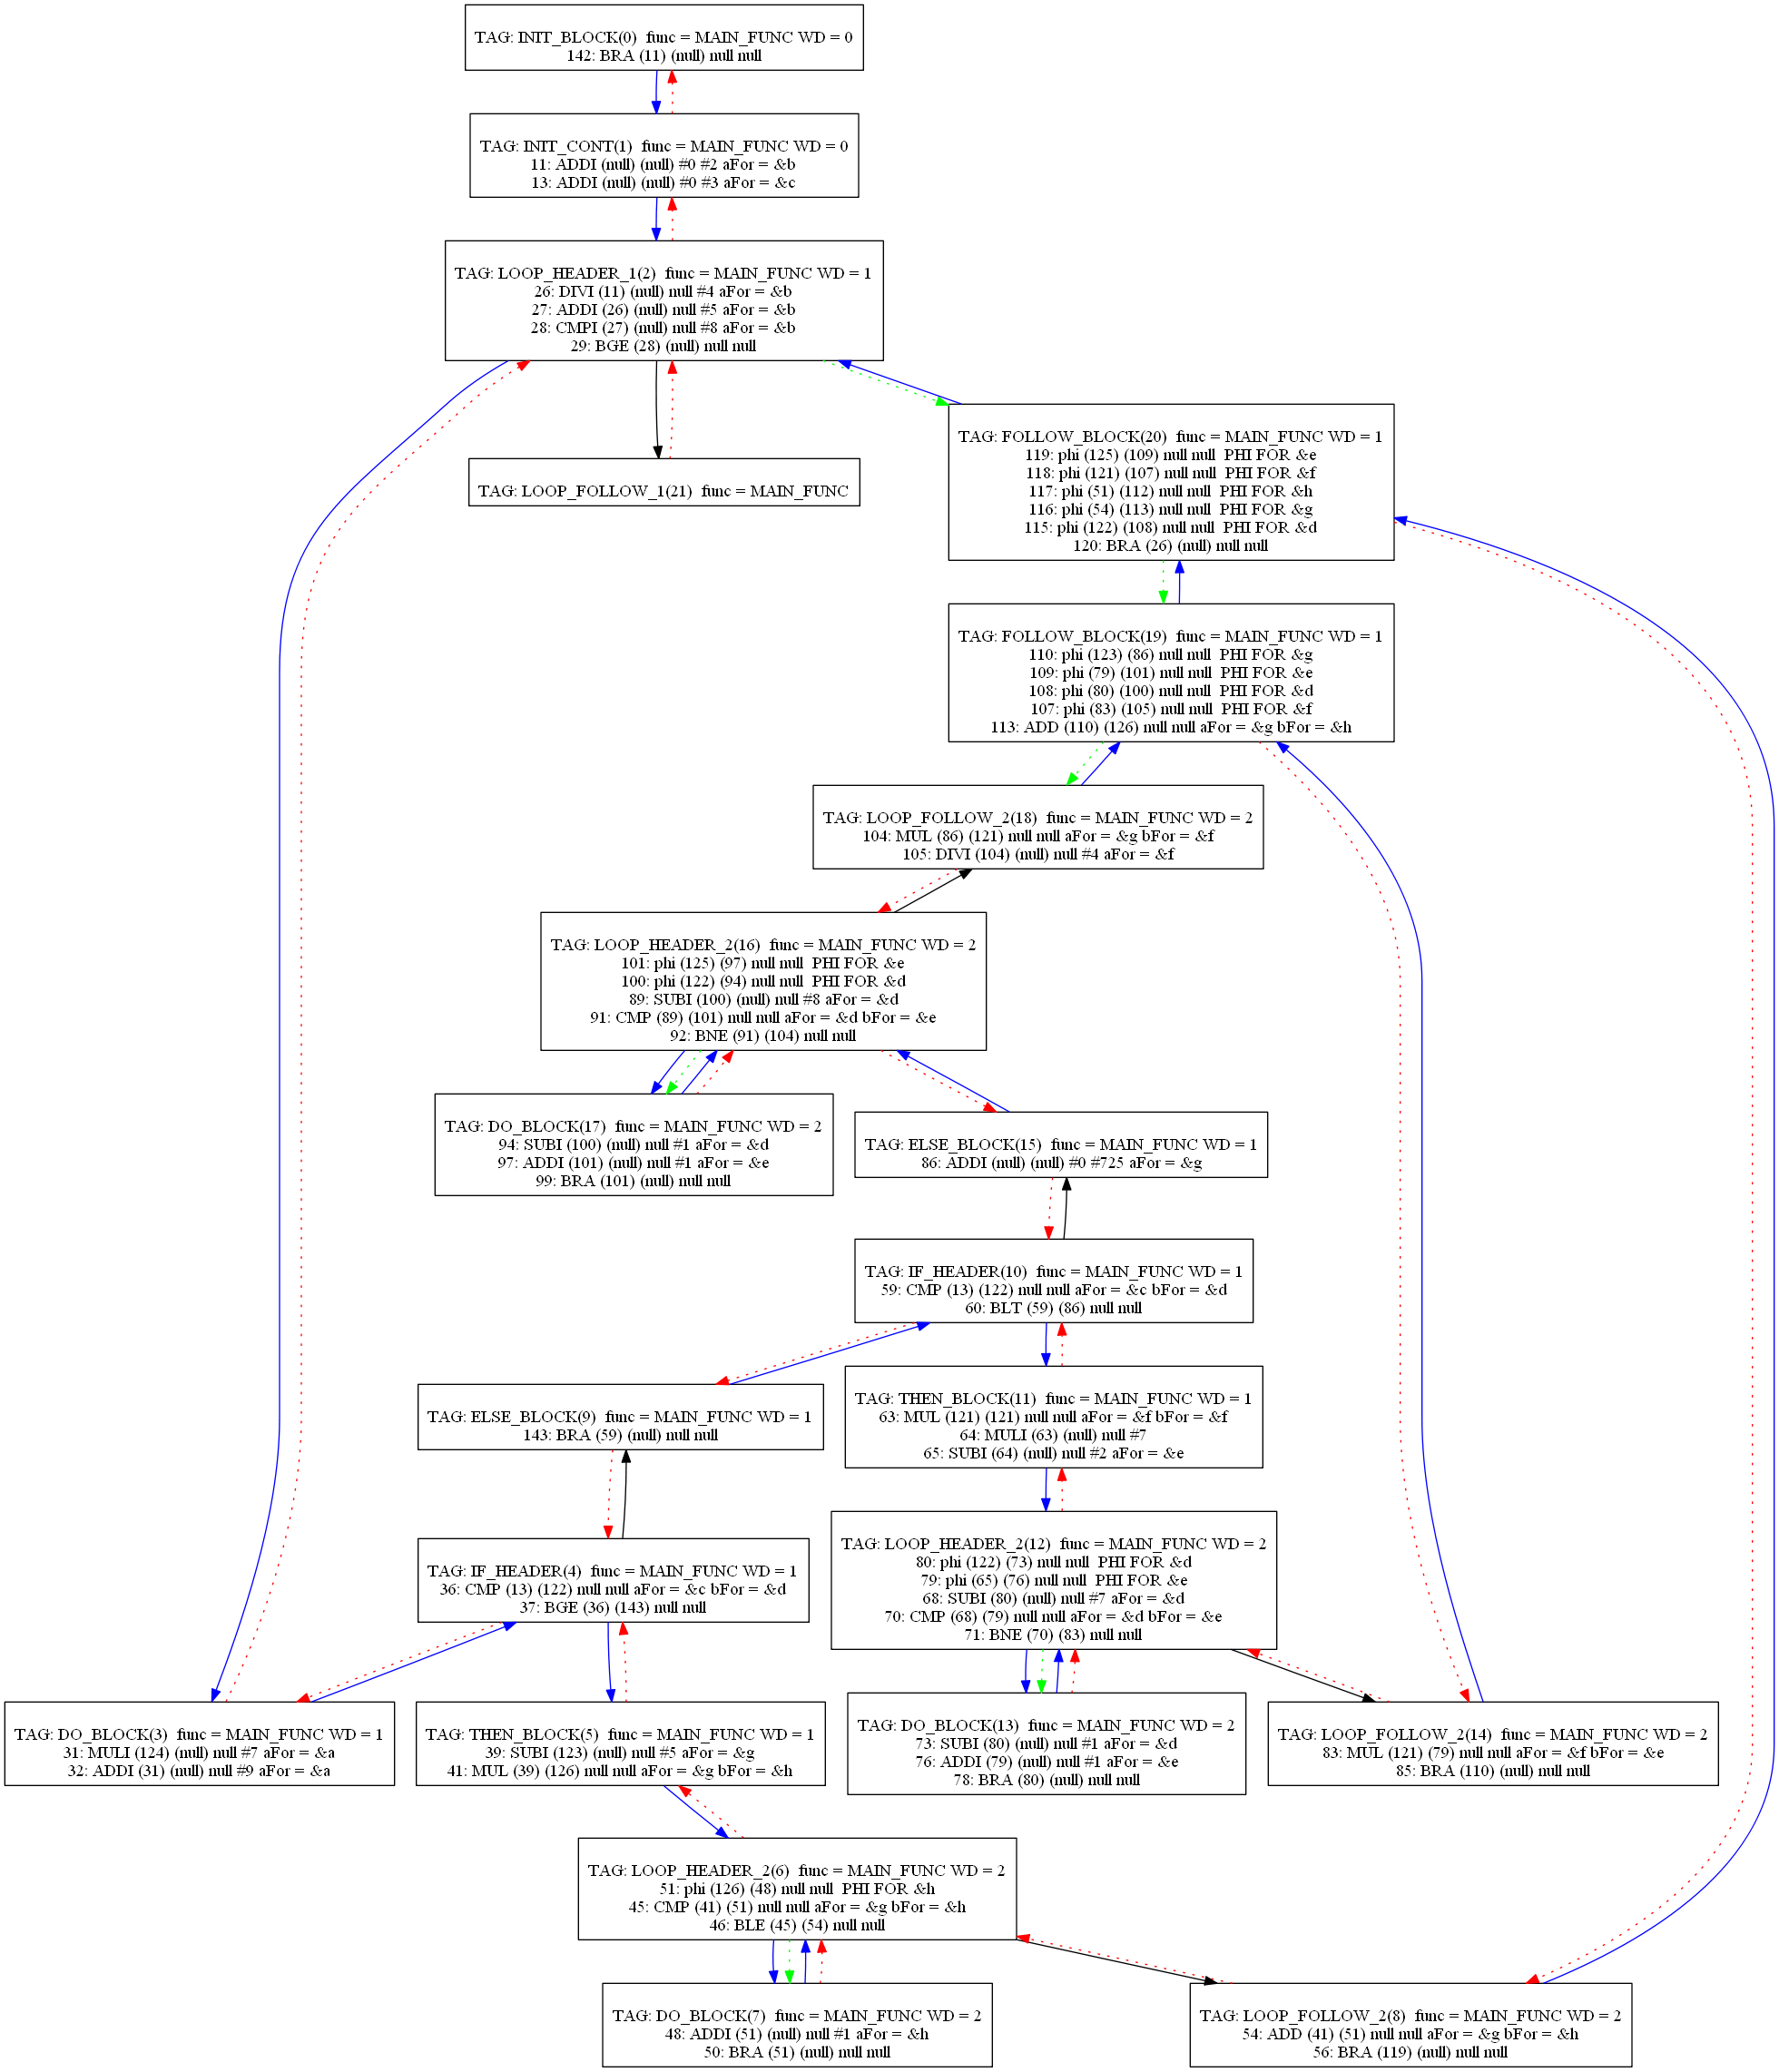 TAG: INIT_BLOCK(0) func = MAIN_FUNC WD = 0
142: BRA (11) (null) null null
TAG: INIT_CONT(1) func = MAIN_FUNC WD = 0
11: ADDI (null) (null) #0 #2 aFor = &b
13: ADDI (null) (null) #0 #3 aFor = &c
TAG: LOOP_HEADER_1(2) func = MAIN_FUNC WD = 1
26: DIVI (11) (null) null #4 aFor = &b
27: ADDI (26) (null) null #5 aFor = &b
28: CMPI (27) (null) null #8 aFor = &b
29: BGE (28) (null) null null
TAG: LOOP_FOLLOW_1(21) func = MAIN_FUNC
TAG: FOLLOW_BLOCK(20) func = MAIN_FUNC WD = 1
119: phi (125) (109) null null PHI FOR &e
118: phi (121) (107) null null PHI FOR &f
117: phi (51) (112) null null PHI FOR &h
116: phi (54) (113) null null PHI FOR &g
115: phi (122) (108) null null PHI FOR &d
120: BRA (26) (null) null null
TAG: FOLLOW_BLOCK(19) func = MAIN_FUNC WD = 1
110: phi (123) (86) null null PHI FOR &g
109: phi (79) (101) null null PHI FOR &e
108: phi (80) (100) null null PHI FOR &d
107: phi (83) (105) null null PHI FOR &f
113: ADD (110) (126) null null aFor = &g bFor = &h
TAG: LOOP_FOLLOW_2(18) func = MAIN_FUNC WD = 2
104: MUL (86) (121) null null aFor = &g bFor = &f
105: DIVI (104) (null) null #4 aFor = &f
TAG: LOOP_HEADER_2(16) func = MAIN_FUNC WD = 2
101: phi (125) (97) null null PHI FOR &e
100: phi (122) (94) null null PHI FOR &d
89: SUBI (100) (null) null #8 aFor = &d
91: CMP (89) (101) null null aFor = &d bFor = &e
92: BNE (91) (104) null null
TAG: DO_BLOCK(17) func = MAIN_FUNC WD = 2
94: SUBI (100) (null) null #1 aFor = &d
97: ADDI (101) (null) null #1 aFor = &e
99: BRA (101) (null) null null
TAG: ELSE_BLOCK(15) func = MAIN_FUNC WD = 1
86: ADDI (null) (null) #0 #725 aFor = &g
TAG: IF_HEADER(10) func = MAIN_FUNC WD = 1
59: CMP (13) (122) null null aFor = &c bFor = &d
60: BLT (59) (86) null null
TAG: ELSE_BLOCK(9) func = MAIN_FUNC WD = 1
143: BRA (59) (null) null null
TAG: THEN_BLOCK(11) func = MAIN_FUNC WD = 1
63: MUL (121) (121) null null aFor = &f bFor = &f
64: MULI (63) (null) null #7
65: SUBI (64) (null) null #2 aFor = &e
TAG: IF_HEADER(4) func = MAIN_FUNC WD = 1
36: CMP (13) (122) null null aFor = &c bFor = &d
37: BGE (36) (143) null null
TAG: LOOP_HEADER_2(12) func = MAIN_FUNC WD = 2
80: phi (122) (73) null null PHI FOR &d
79: phi (65) (76) null null PHI FOR &e
68: SUBI (80) (null) null #7 aFor = &d
70: CMP (68) (79) null null aFor = &d bFor = &e
71: BNE (70) (83) null null
TAG: DO_BLOCK(3) func = MAIN_FUNC WD = 1
31: MULI (124) (null) null #7 aFor = &a
32: ADDI (31) (null) null #9 aFor = &a
TAG: THEN_BLOCK(5) func = MAIN_FUNC WD = 1
39: SUBI (123) (null) null #5 aFor = &g
41: MUL (39) (126) null null aFor = &g bFor = &h
TAG: DO_BLOCK(13) func = MAIN_FUNC WD = 2
73: SUBI (80) (null) null #1 aFor = &d
76: ADDI (79) (null) null #1 aFor = &e
78: BRA (80) (null) null null
TAG: LOOP_FOLLOW_2(14) func = MAIN_FUNC WD = 2
83: MUL (121) (79) null null aFor = &f bFor = &e
85: BRA (110) (null) null null
TAG: LOOP_HEADER_2(6) func = MAIN_FUNC WD = 2
51: phi (126) (48) null null PHI FOR &h
45: CMP (41) (51) null null aFor = &g bFor = &h
46: BLE (45) (54) null null
TAG: DO_BLOCK(7) func = MAIN_FUNC WD = 2
48: ADDI (51) (null) null #1 aFor = &h
50: BRA (51) (null) null null
TAG: LOOP_FOLLOW_2(8) func = MAIN_FUNC WD = 2
54: ADD (41) (51) null null aFor = &g bFor = &h
56: BRA (119) (null) null null